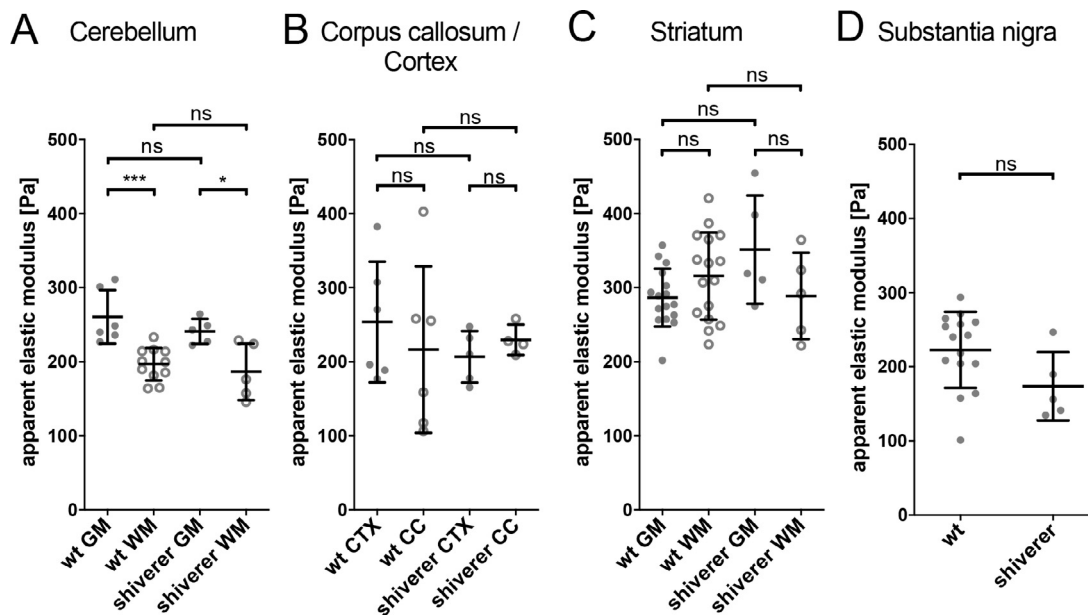 A Cerebellum
apparent elastic modulus [Pa]
500
400
300
200
100
0
ns
ns
***
*
wt GM
wt WM
shiverer GM
shiverer WM
B Corpus callosum /
Cortex
apparent elastic modulus [Pa]
500
400
300
200
100
0
ns
ns
ns
ns
wt CTX
wt CC
shiverer CTX
shiverer CC
C Striatum
apparent elastic modulus [Pa]
500
400
300
200
100
0
ns
ns
ns
ns
wt GM
wt WM
shiverer GM
shiverer WM
D Substantia nigra
apparent elastic modulus [Pa]
500
400
300
200
100
0
ns
wt
shiverer